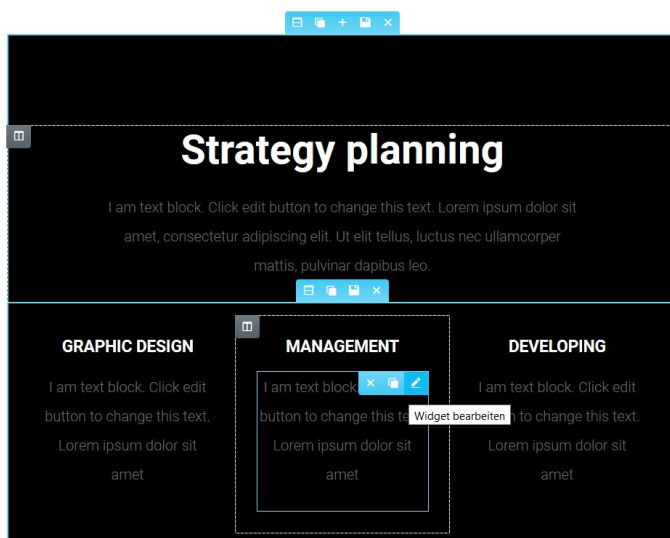 Strategy planning
I am text block. Click edit button to change this text. Lorem ipsum dolor sit
amet, consectetur adipiscing elit. Ut elit tellus, luctus nec ullamcorper
mattis, pulvinar dapibus leo.
GRAPHIC DESIGN
I am text block. Click edit
button to change this text.
Lorem ipsum dolor sit
amet
MANAGEMENT
I am text block
button to change this te
Widget bearbeiten
Lorem ipsum dolor sit
amet
DEVELOPING
I am text block. Click edit
n to change this text.
Lorem ipsum dolor sit
amet